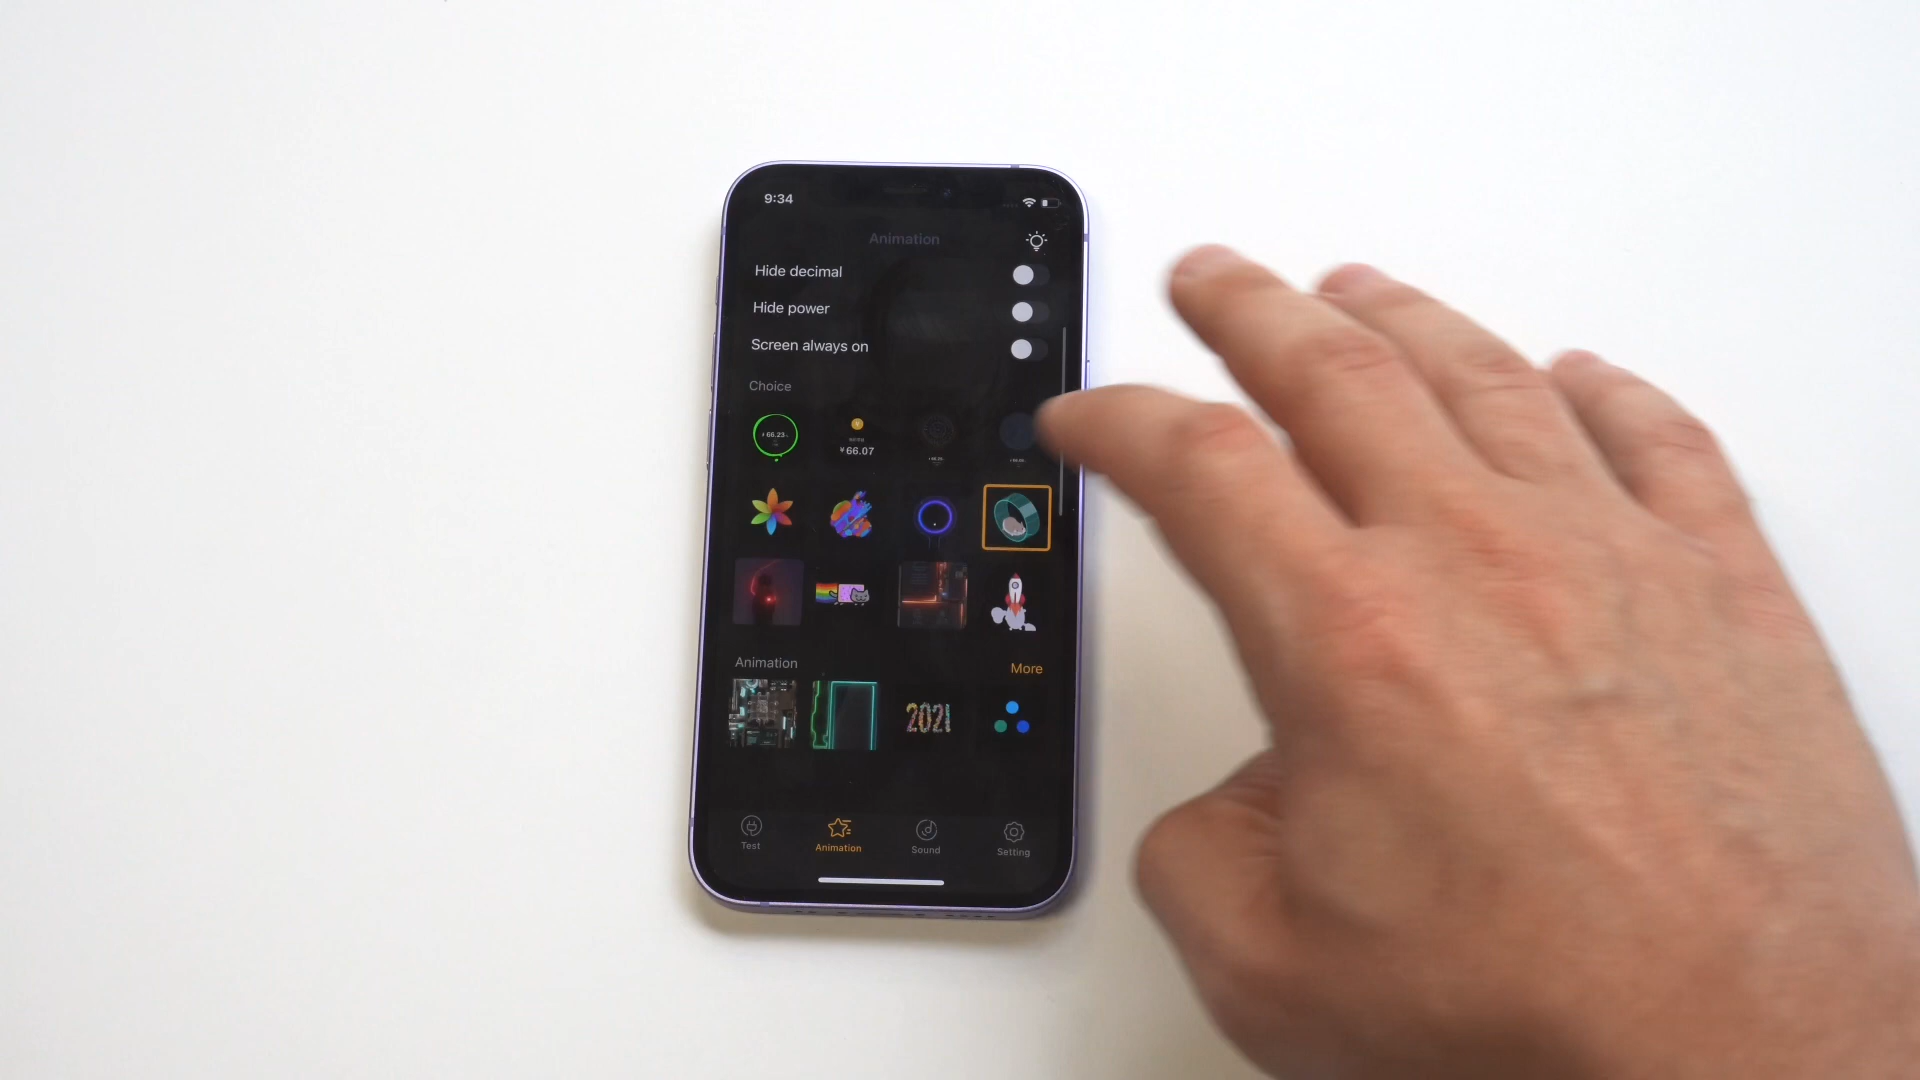 9:34
Animation
Hide decimal
Hide power
Screen always on
Choice
+66.23
¥66.07
Animation
More
2021
Test
Animation
Sound
Setting